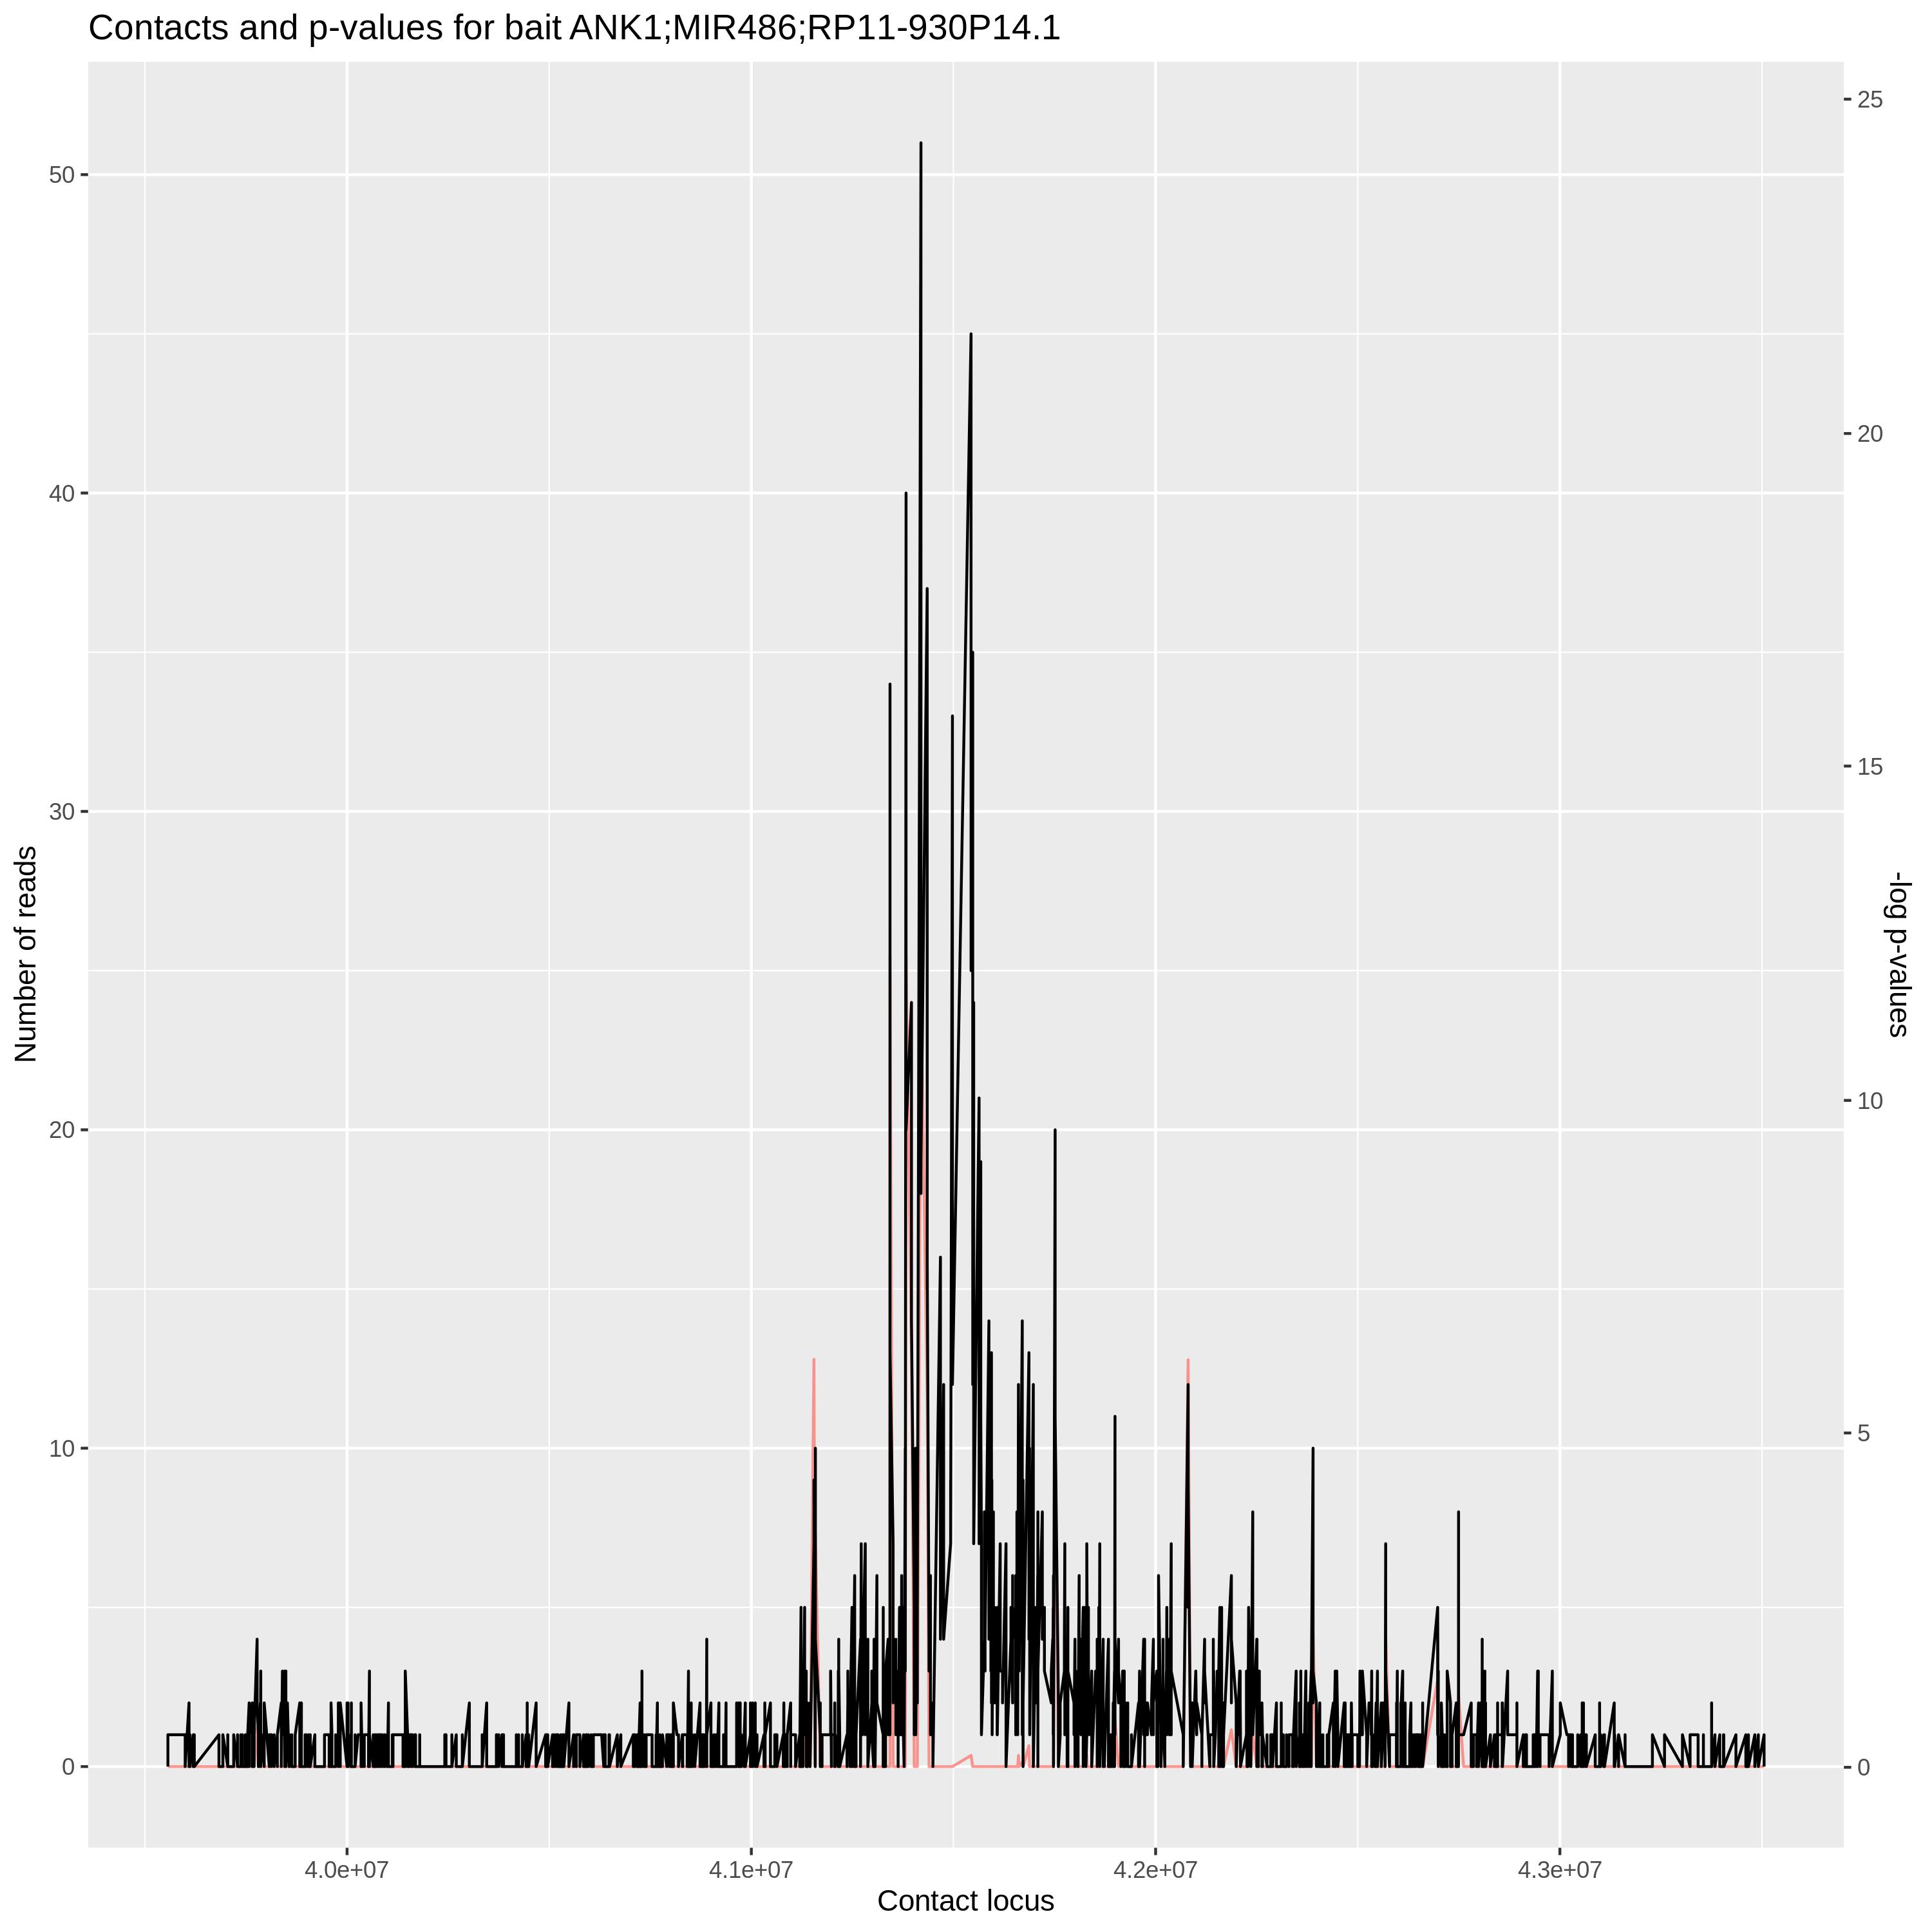 Contacts and p-values for bait ANK1;MIR486;RP11-930P14.1
50
40
30
20
10
0
Number of reads
25
20
15
10
5
0
-log p-values
4.0e+07 4.1e+07 4.2e+07 4.3e+07
Contact locus